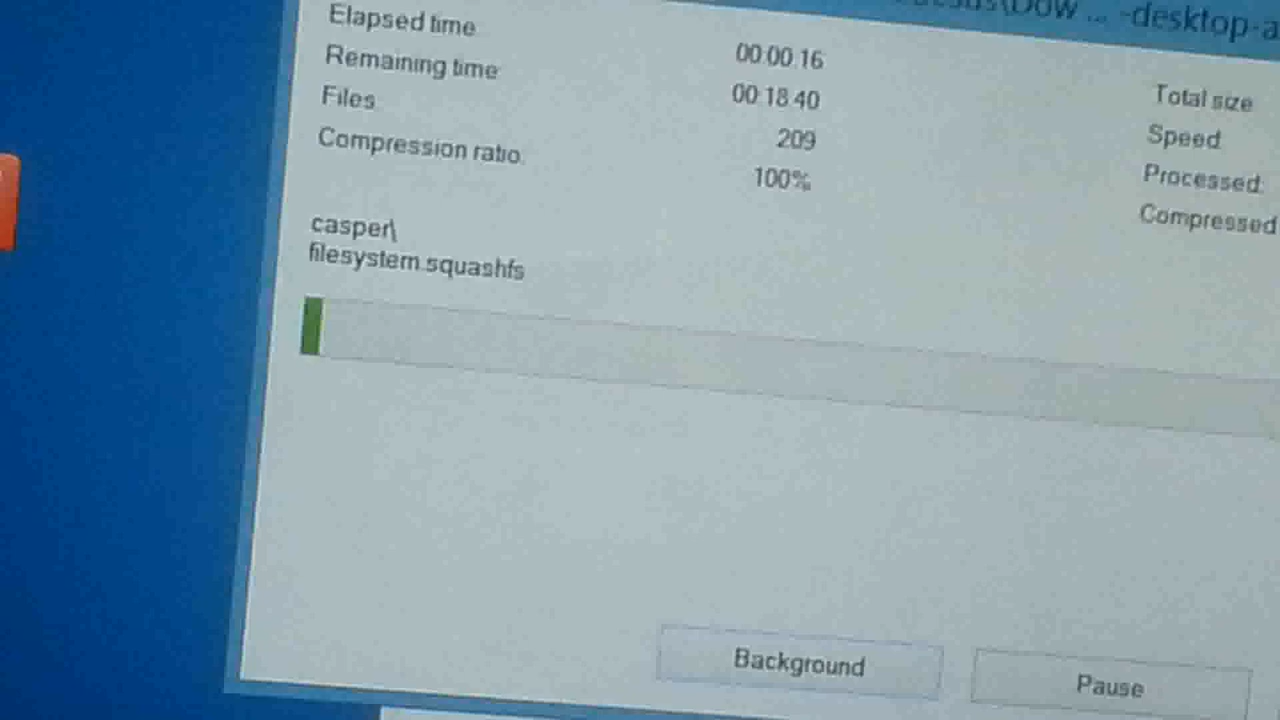 ... -desktop-a
Elapsed time
00:00:16
Total size
Remaining time
00:18:40
Speed
Files
209
Processed:
Compression ratio:
100%
Compressed
casper\
filesystem.squashfs
Background
Pause